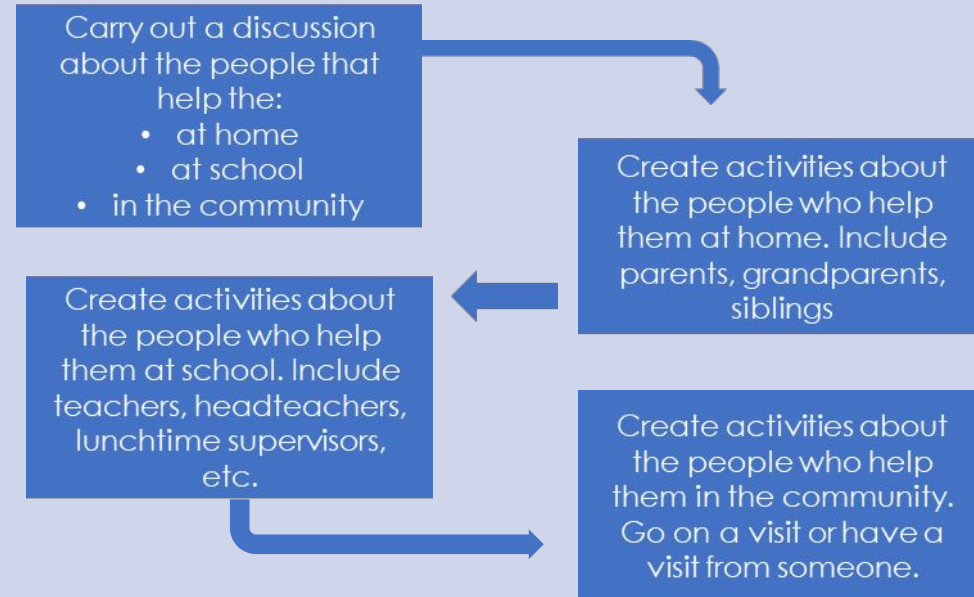 Carry out a discussion
about the people that
help the:
• at home
• at school
• in the community
Create activities about
the people who help
them at home. Include
parents, grandparents,
siblings
Create activities about
the people who help
them at school. Include
teachers, headteachers,
lunchtime supervisors,
etc.
Create activities about
the people who help
them in the community.
Go on a visit or have a
visit from someone.